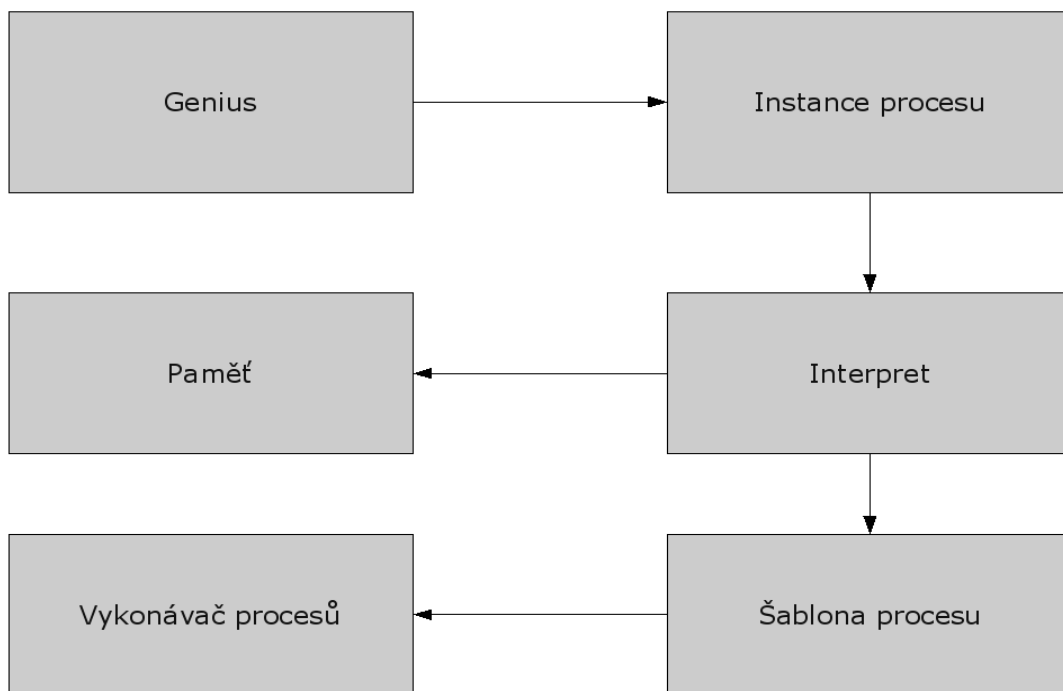 Genius
Instance procesu
Paměť
Interpret
Vykonávač procesů
Šablona procesu